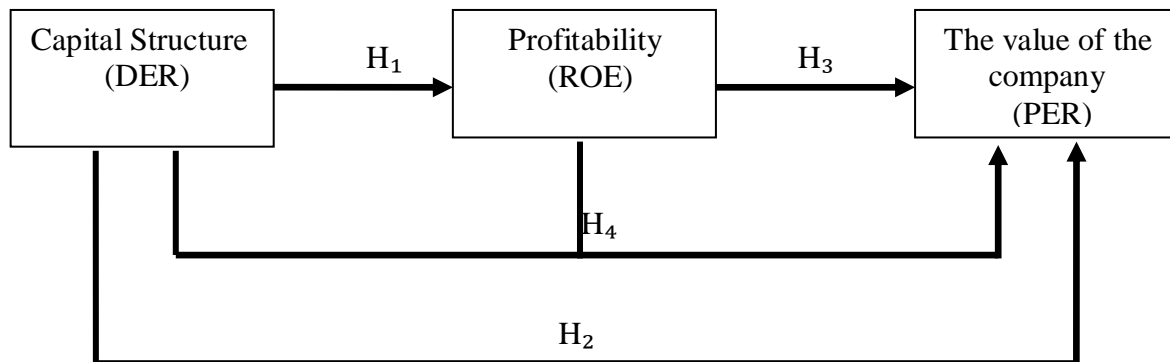 Capital Structure
(DER)
H₁
Profitability
(ROE)
H₃
The value of the
company
(PER)
H₄
H₂